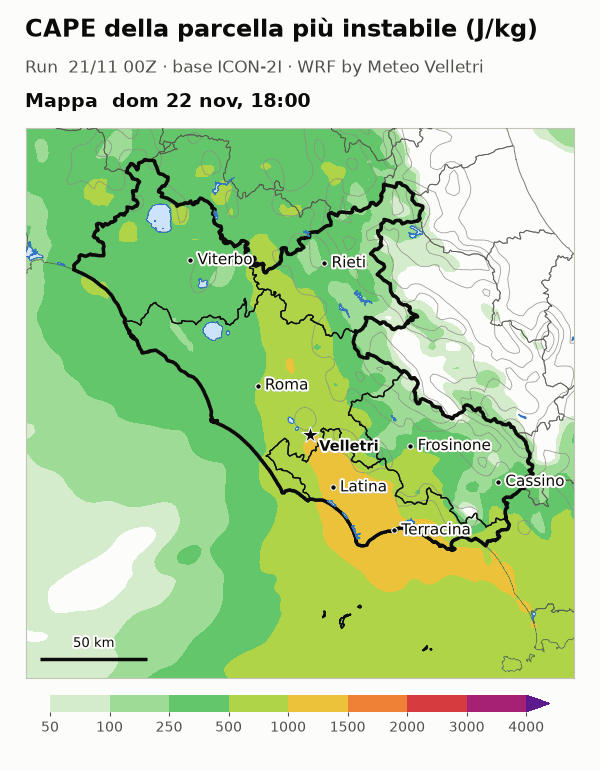 CAPE della parcella più instabile (J/kg)
Run  21/11 00Z · base ICON-2I · WRF by Meteo Velletri
Mappa  dom 22 nov, 18:00
Viterbo
Rieti
Roma
Velletri
Frosinone
Latina
Cassino
Terracina
50 km
50 100 250 500 1000 1500 2000 3000 4000